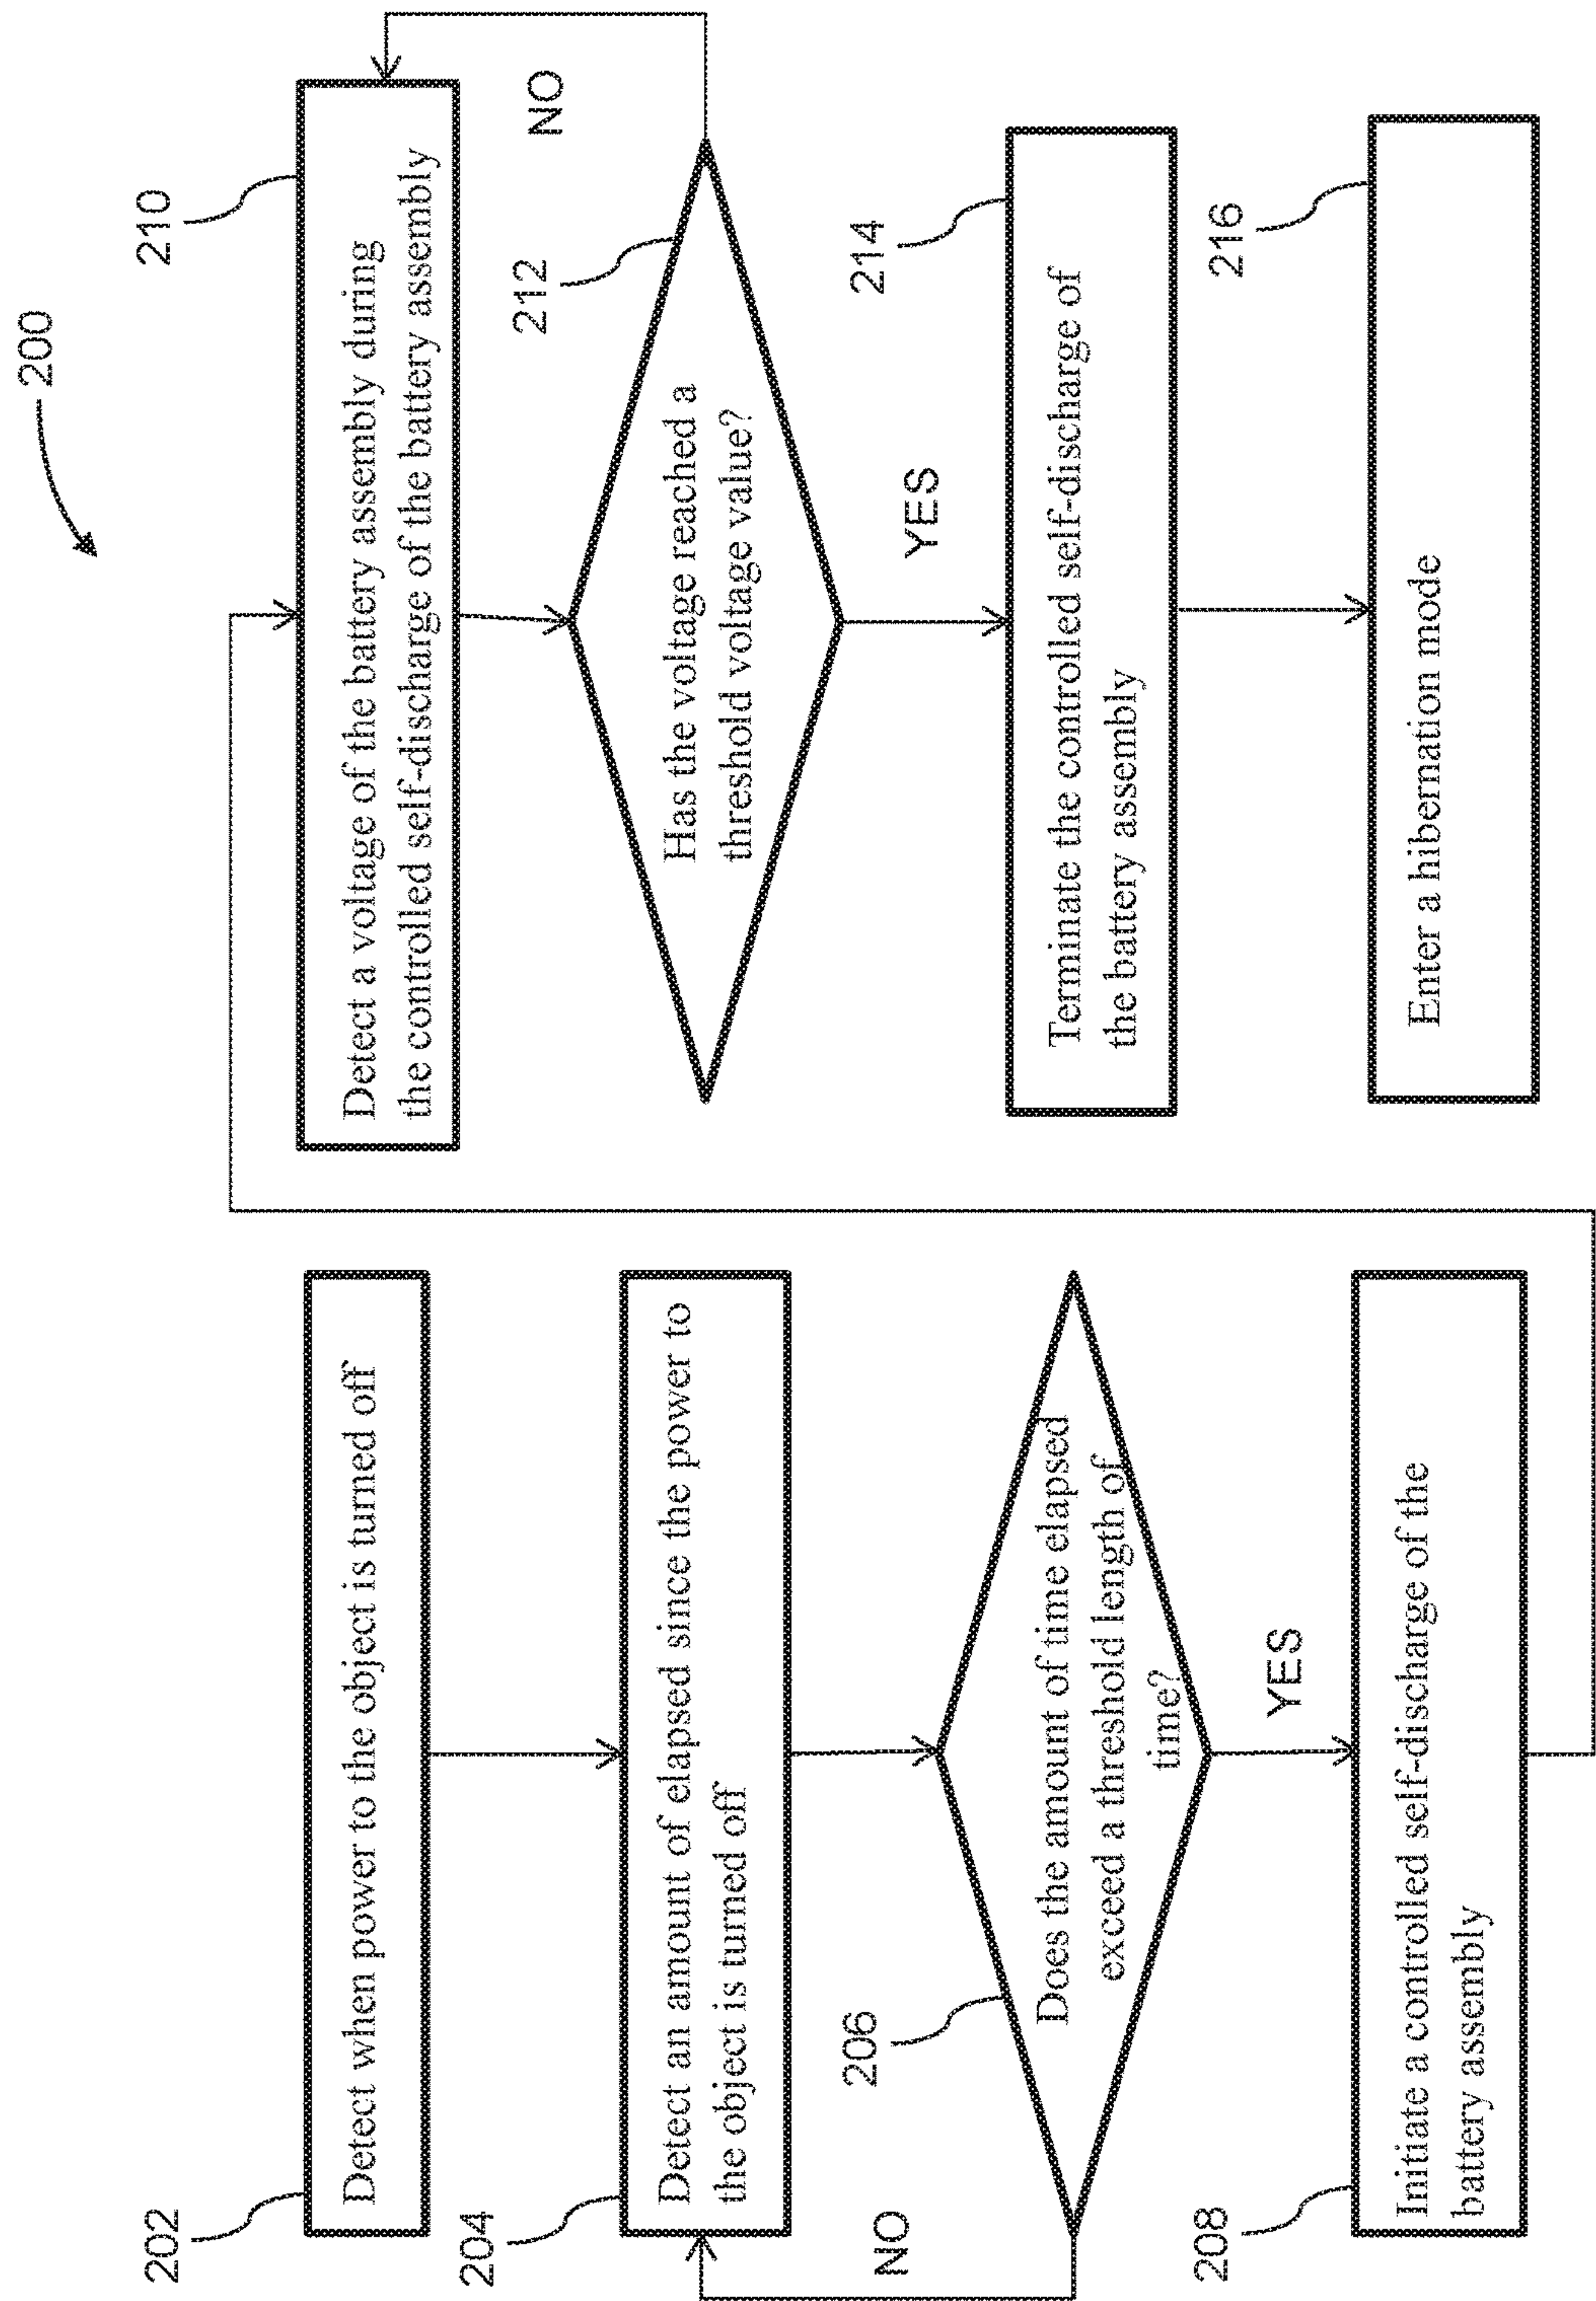 200
202
Detect when power to the object is turned off
204
Detect an amount of elapsed since the power to
the object is turned off
206
Does the amount of time elapsed
exceed a threshold length of
time?
NO
YES
208
Initiate a controlled self-discharge of the
battery assembly
210
Detect a voltage of the battery assembly during
the controlled self-discharge of the battery assembly
212
Has the voltage reached a
threshold voltage value?
NO
YES
214
Terminate the controlled self-discharge of
the battery assembly
216
Enter a hibernation mode